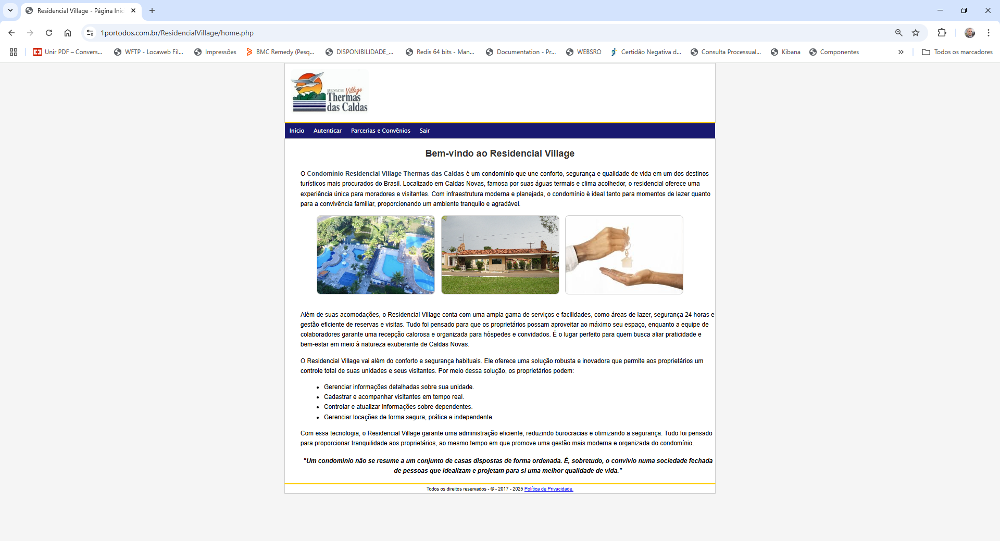 Residencial Village - Página Inic
1portodos.com.br/ResidencialVillage/home.php
Unir PDF – Convers...
WFTP - Locaweb Fil...
Impressões
BMC Remedy (Pesq...
DISPONIBILIDADE_...
Redis 64 bits - Man...
Documentation - Pr...
WEBSRO
Certidão Negativa d...
Consulta Processual...
Kibana
Componentes
Todos os marcadores
RESIDENCIAL Village
Thermas
das Caldas
Início
Autenticar
Parcerias e Convênios
Sair
Bem-vindo ao Residencial Village
O Condomínio Residencial Village Thermas das Caldas é um condomínio que une conforto, segurança e qualidade de vida em um dos destinos
turísticos mais procurados do Brasil. Localizado em Caldas Novas, famosa por suas águas termais e clima acolhedor, o residencial oferece uma
experiência única para moradores e visitantes. Com infraestrutura moderna e planejada, o condomínio é ideal tanto para momentos de lazer quanto
para a convivência familiar, proporcionando um ambiente tranquilo e agradável.
Além de suas acomodações, o Residencial Village conta com uma ampla gama de serviços e facilidades, como áreas de lazer, segurança 24 horas e
gestão eficiente de reservas e visitas. Tudo foi pensado para que os proprietários possam aproveitar ao máximo seu espaço, enquanto a equipe de
colaboradores garante uma recepção calorosa e organizada para hóspedes e convidados. É o lugar perfeito para quem busca aliar praticidade e
bem-estar em meio à natureza exuberante de Caldas Novas.
O Residencial Village vai além do conforto e segurança habituais. Ele oferece uma solução robusta e inovadora que permite aos proprietários um
controle total de suas unidades e seus visitantes. Por meio dessa solução, os proprietários podem:
• Gerenciar informações detalhadas sobre sua unidade.
• Cadastrar e acompanhar visitantes em tempo real.
• Controlar e atualizar informações sobre dependentes.
• Gerenciar locações de forma segura, prática e independente.
Com essa tecnologia, o Residencial Village garante uma administração eficiente, reduzindo burocracias e otimizando a segurança. Tudo foi pensado
para proporcionar tranquilidade aos proprietários, ao mesmo tempo em que promove uma gestão mais moderna e organizada do condomínio.
"Um condomínio não se resume a um conjunto de casas dispostas de forma ordenada. É, sobretudo, o convívio numa sociedade fechada
de pessoas que idealizam e projetam para si uma melhor qualidade de vida."
Todos os direitos reservados - © - 2017 - 2025 Política de Privacidade.